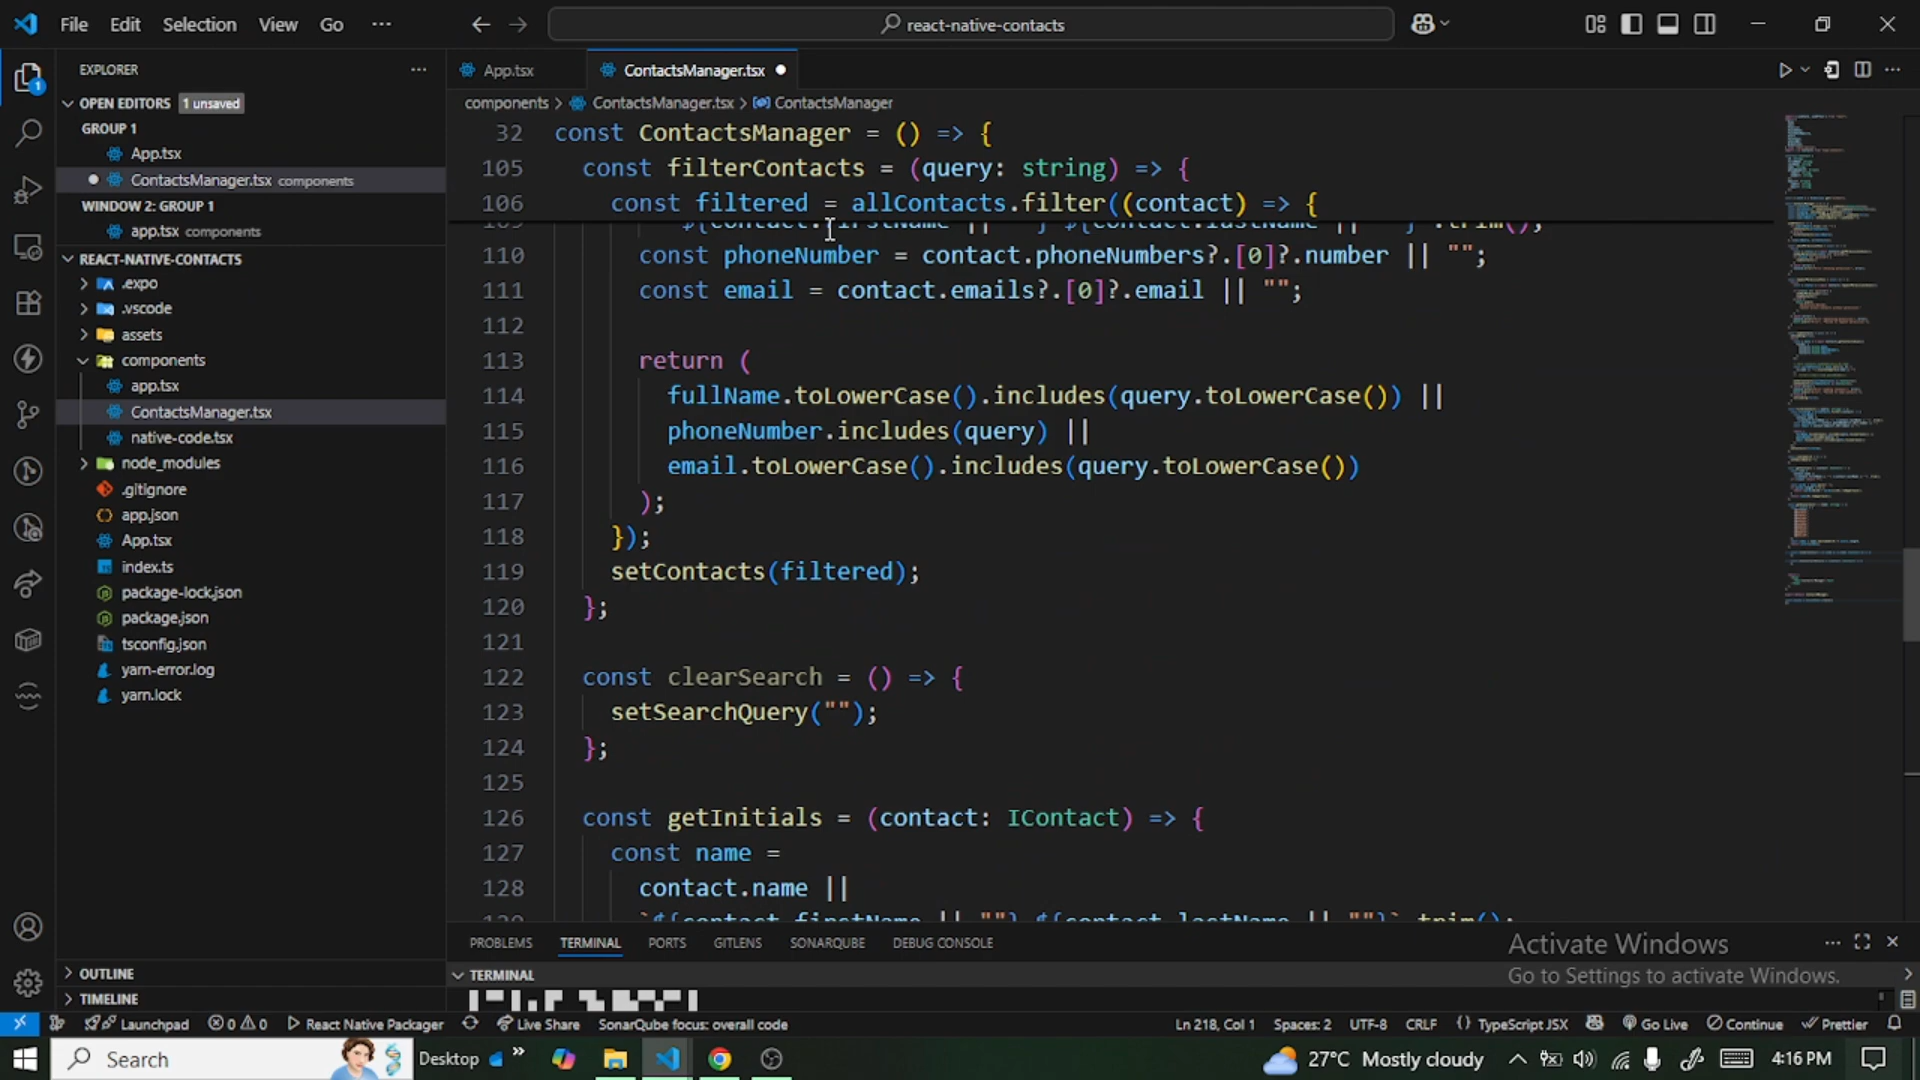 File Edit Selection View Go ···
react-native-contacts
EXPLORER ···
OPEN EDITORS 1 unsaved
GROUP 1
App.tsx
ContactsManager.tsx components
WINDOW 2: GROUP 1
app.tsx components
REACT-NATIVE-CONTACTS
.expo
.vscode
assets
components
app.tsx
ContactsManager.tsx
native-code.tsx
node_modules
.gitignore
app.json
App.tsx
index.ts
package-lock.json
package.json
tsconfig.json
yarn-error.log
yarn.lock
OUTLINE
TIMELINE
1
App.tsx ContactsManager.tsx
components > ContactsManager.tsx > ContactsManager
32 const ContactsManager = () => {
105 const filterContacts = (query: string) => {
106 const filtered = allContacts.filter((contact) => {
110 const phoneNumber = contact.phoneNumbers?.[0]?.number || "";
111 const email = contact.emails?.[0]?.email || "";
112
113 return (
114 fullName.toLowerCase().includes(query.toLowerCase()) ||
115 phoneNumber.includes(query) ||
116 email.toLowerCase().includes(query.toLowerCase())
117 );
118 });
119 setContacts(filtered);
120 };
121
122 const clearSearch = () => {
123 setSearchQuery("");
124 };
125
126 const getInitials = (contact: IContact) => {
127 const name =
128 contact.name ||
`${contact.firstName || ""} ${contact.lastName || ""}`.trim();
PROBLEMS TERMINAL PORTS GITLENS SONARQUBE DEBUG CONSOLE
TERMINAL
Activate Windows
Go to Settings to activate Windows.
Launchpad 0 0 React Native Packager Live Share SonarQube focus: overall code Ln 218, Col 1 Spaces: 2 UTF-8 CRLF {} TypeScript JSX Go Live Continue Prettier
Search Desktop 27°C Mostly cloudy 4:16 PM